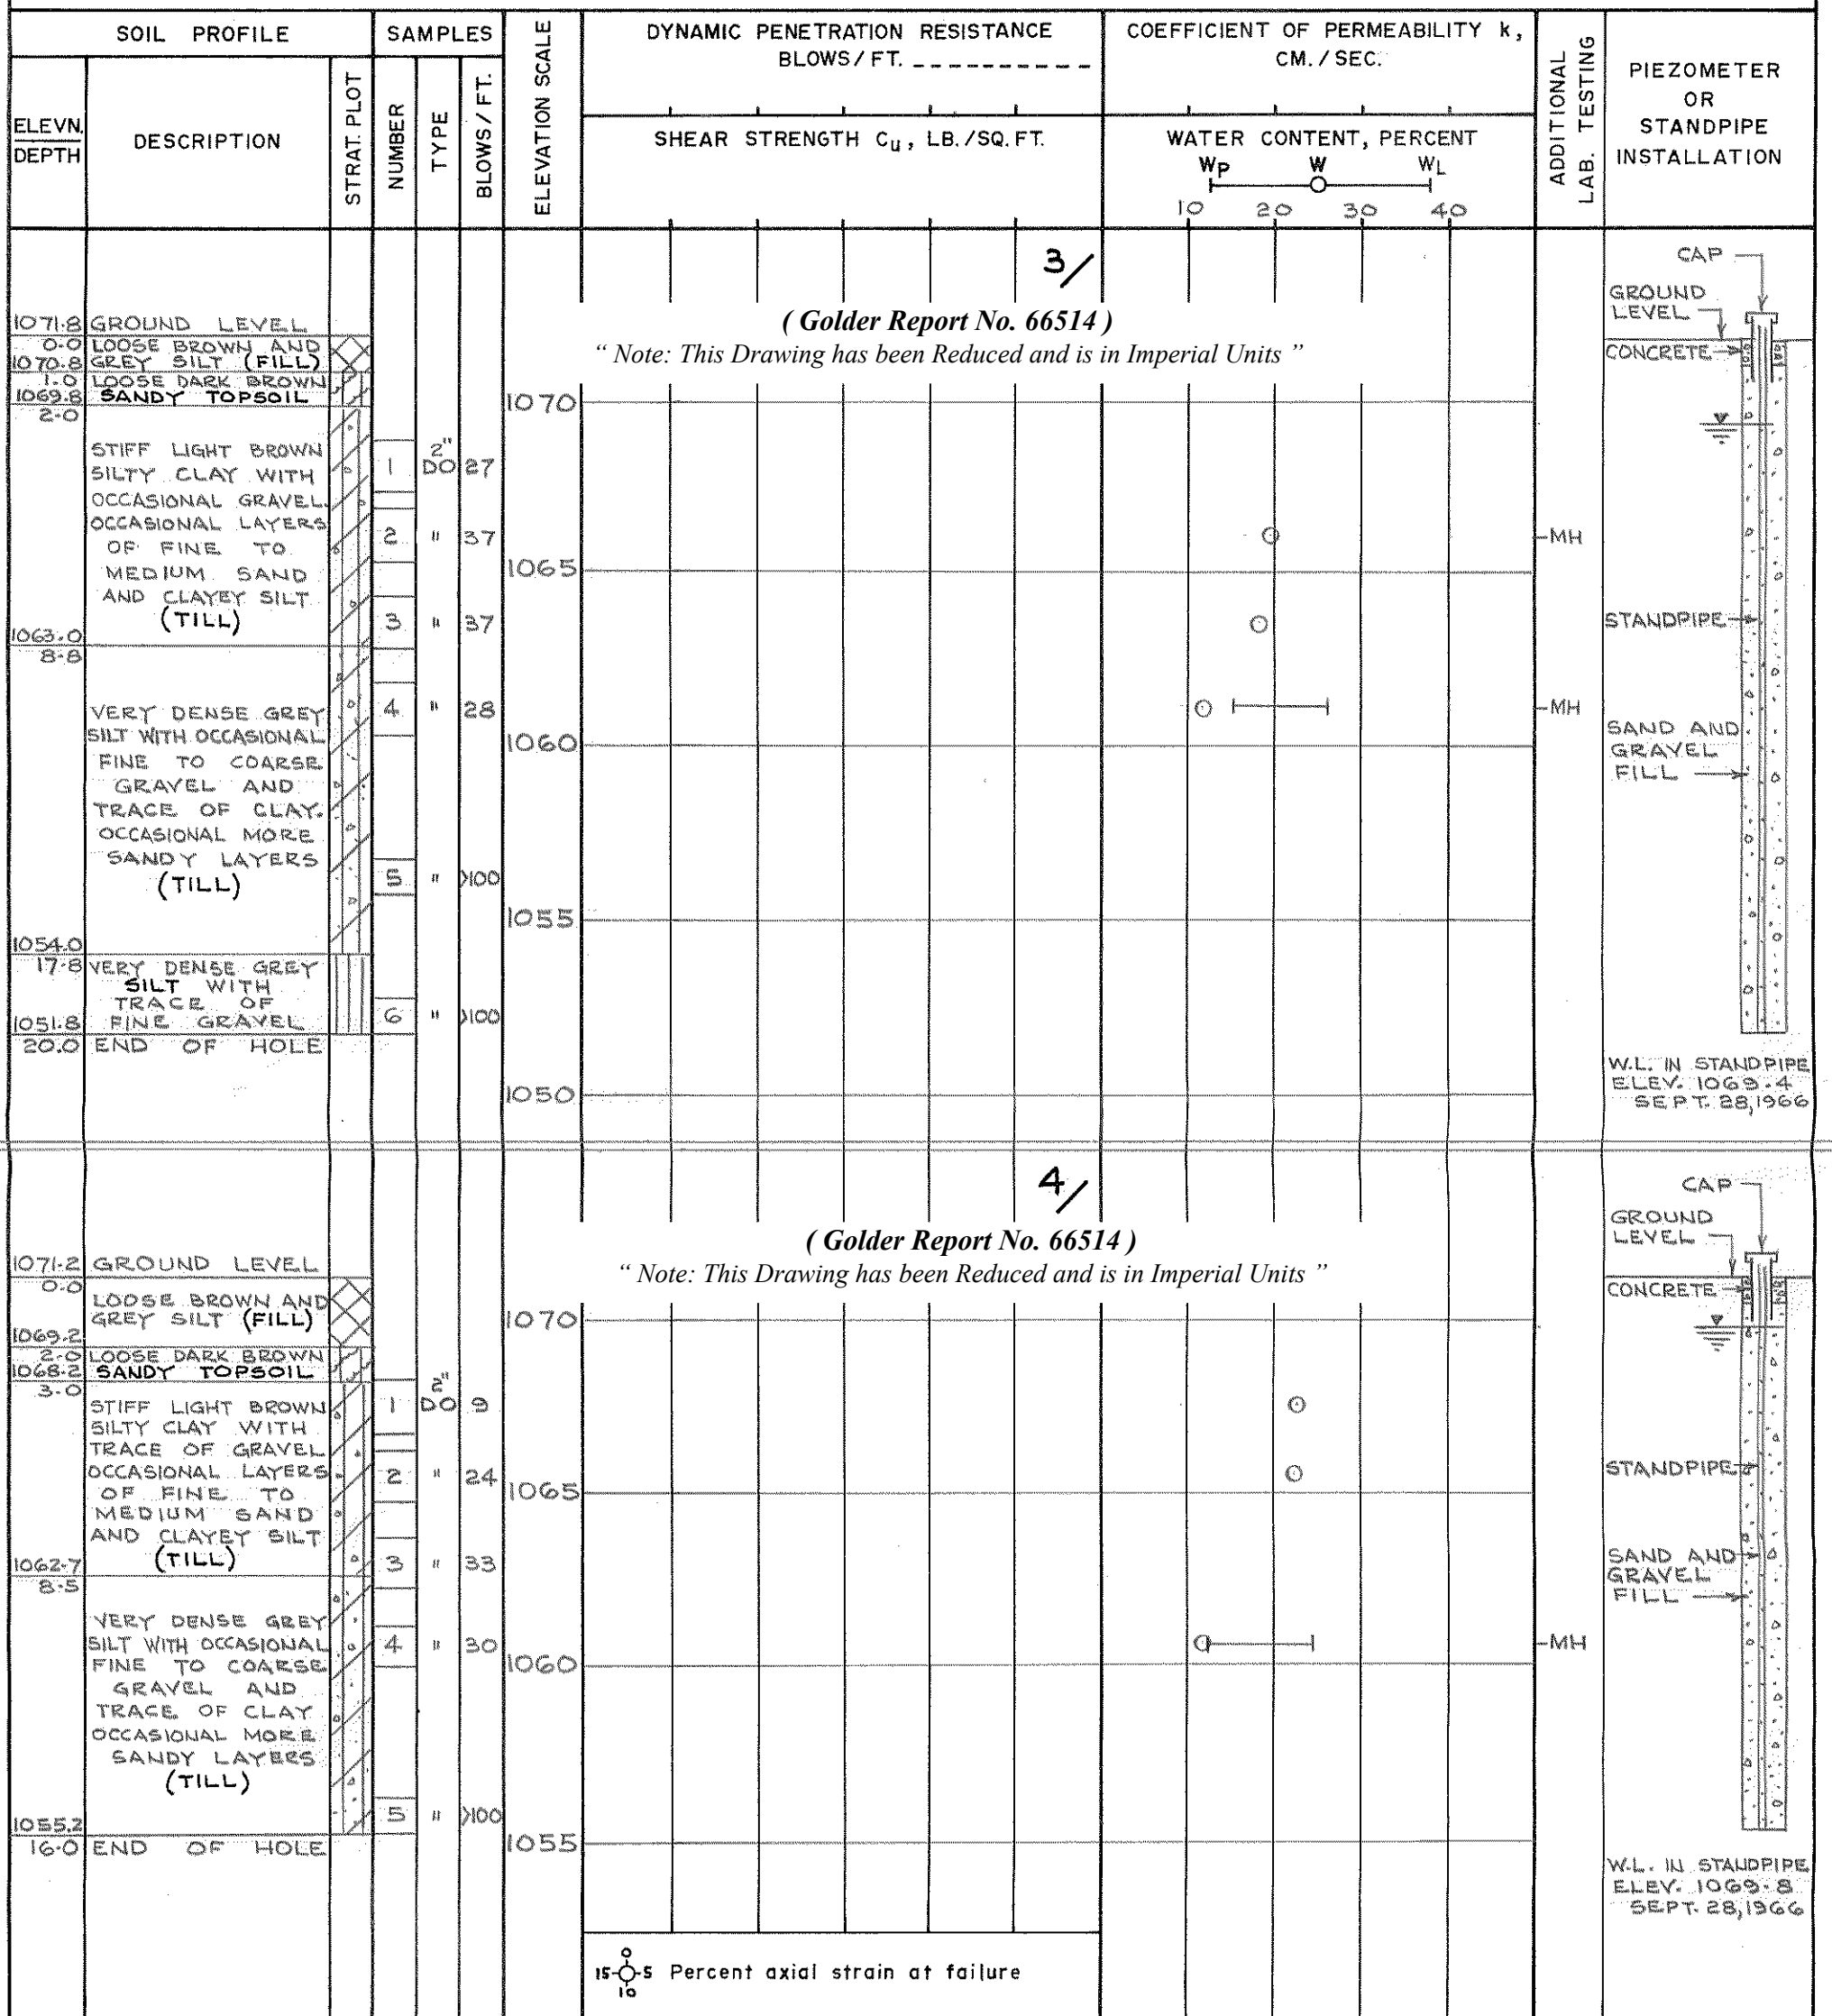 SOIL PROFILE
SAMPLES
ELEVATION SCALE
DYNAMIC PENETRATION RESISTANCE
BLOWS/FT. ----------
COEFFICIENT OF PERMEABILITY k,
CM./SEC.
ADDITIONAL
LAB. TESTING
PIEZOMETER
OR
STANDPIPE
INSTALLATION
ELEVN.
DEPTH
DESCRIPTION
STRAT. PLOT
NUMBER
TYPE
BLOWS/FT.
SHEAR STRENGTH Cu, LB./SQ.FT.
WATER CONTENT, PERCENT
WP W WL
10 20 30 40
3/
( Golder Report No. 66514 )
“ Note: This Drawing has been Reduced and is in Imperial Units ”
1071.8 GROUND LEVEL
0.0 LOOSE BROWN AND
1070.8 GREY SILT (FILL)
1.0 LOOSE DARK BROWN
1069.8 SANDY TOPSOIL
2.0
STIFF LIGHT BROWN
SILTY CLAY WITH
OCCASIONAL GRAVEL.
OCCASIONAL LAYERS
OF FINE TO
MEDIUM SAND
AND CLAYEY SILT
(TILL)
1063.0
8.8
VERY DENSE GREY
SILT WITH OCCASIONAL
FINE TO COARSE
GRAVEL AND
TRACE OF CLAY.
OCCASIONAL MORE
SANDY LAYERS
(TILL)
1054.0
17.8 VERY DENSE GREY
SILT WITH
TRACE OF
1051.8 FINE GRAVEL
20.0 END OF HOLE
1 2" DO 27
2 " 37
3 " 37
4 " 28
5 " >100
6 " >100
1070
1065
1060
1055
1050
-MH
-MH
CAP
GROUND
LEVEL
CONCRETE
STANDPIPE
SAND AND
GRAVEL
FILL
W.L. IN STANDPIPE
ELEV. 1069.4
SEPT. 28, 1966
4/
( Golder Report No. 66514 )
“ Note: This Drawing has been Reduced and is in Imperial Units ”
1071.2 GROUND LEVEL
0.0
LOOSE BROWN AND
GREY SILT (FILL)
1069.2
2.0 LOOSE DARK BROWN
1068.2 SANDY TOPSOIL
3.0
STIFF LIGHT BROWN
SILTY CLAY WITH
TRACE OF GRAVEL
OCCASIONAL LAYERS
OF FINE TO
MEDIUM SAND
AND CLAYEY SILT
(TILL)
1062.7
8.5
VERY DENSE GREY
SILT WITH OCCASIONAL
FINE TO COARSE
GRAVEL AND
TRACE OF CLAY
OCCASIONAL MORE
SANDY LAYERS
(TILL)
1055.2
16.0 END OF HOLE
1 2" DO 9
2 " 24
3 " 33
4 " 30
5 " >100
1070
1065
1060
1055
-MH
CAP
GROUND
LEVEL
CONCRETE
STANDPIPE
SAND AND
GRAVEL
FILL
W.L. IN STANDPIPE
ELEV. 1069.8
SEPT. 28, 1966
0
15 5 Percent axial strain at failure
10